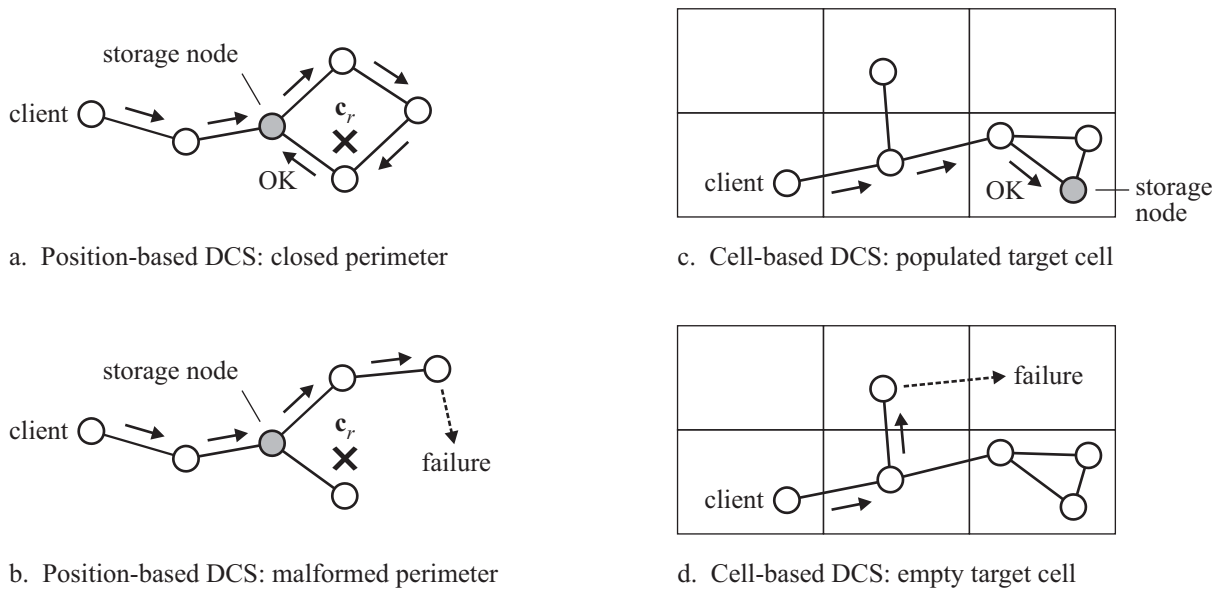 storage node
client
c_r
OK
a. Position-based DCS: closed perimeter
storage node
client
c_r
failure
b. Position-based DCS: malformed perimeter
client
OK
storage
node
c. Cell-based DCS: populated target cell
failure
client
d. Cell-based DCS: empty target cell